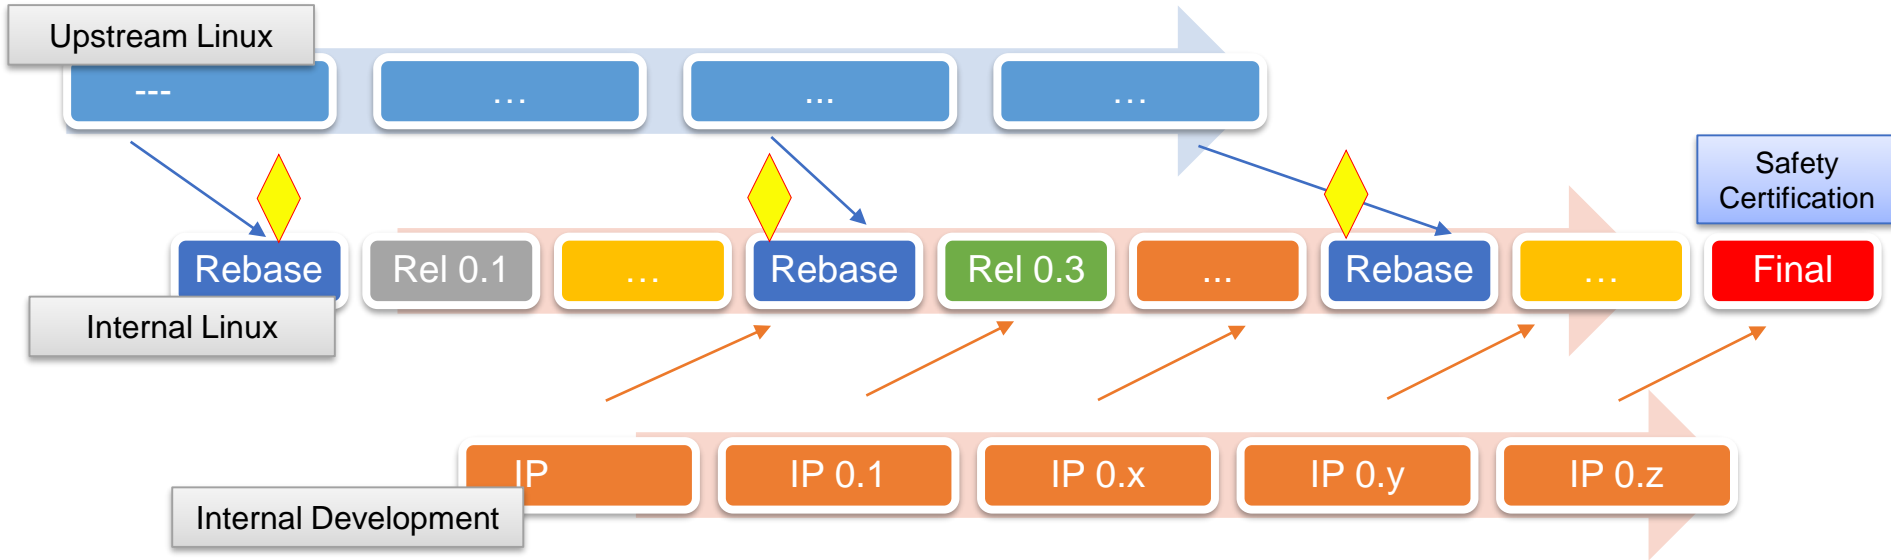 Upstream Linux
---
…
...
…
Safety
Certification
Rebase
Rel 0.1
…
Rebase
Rel 0.3
...
Rebase
…
Final
Internal Linux
IP
IP 0.1
IP 0.x
IP 0.y
IP 0.z
Internal Development